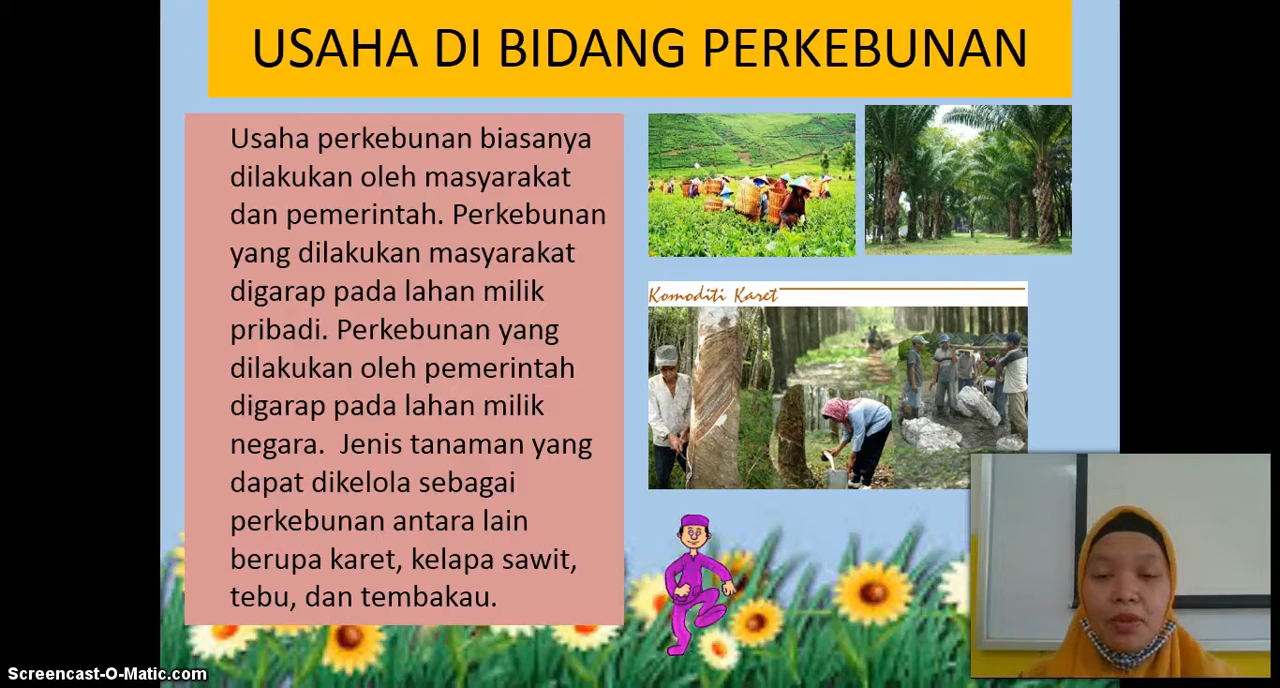 USAHA DI BIDANG PERKEBUNAN
Usaha perkebunan biasanya
dilakukan oleh masyarakat
dan pemerintah. Perkebunan
yang dilakukan masyarakat
digarap pada lahan milik
pribadi. Perkebunan yang
dilakukan oleh pemerintah
digarap pada lahan milik
negara.  Jenis tanaman yang
dapat dikelola sebagai
perkebunan antara lain
berupa karet, kelapa sawit,
tebu, dan tembakau.
Komoditi Karet
Screencast-O-Matic.com